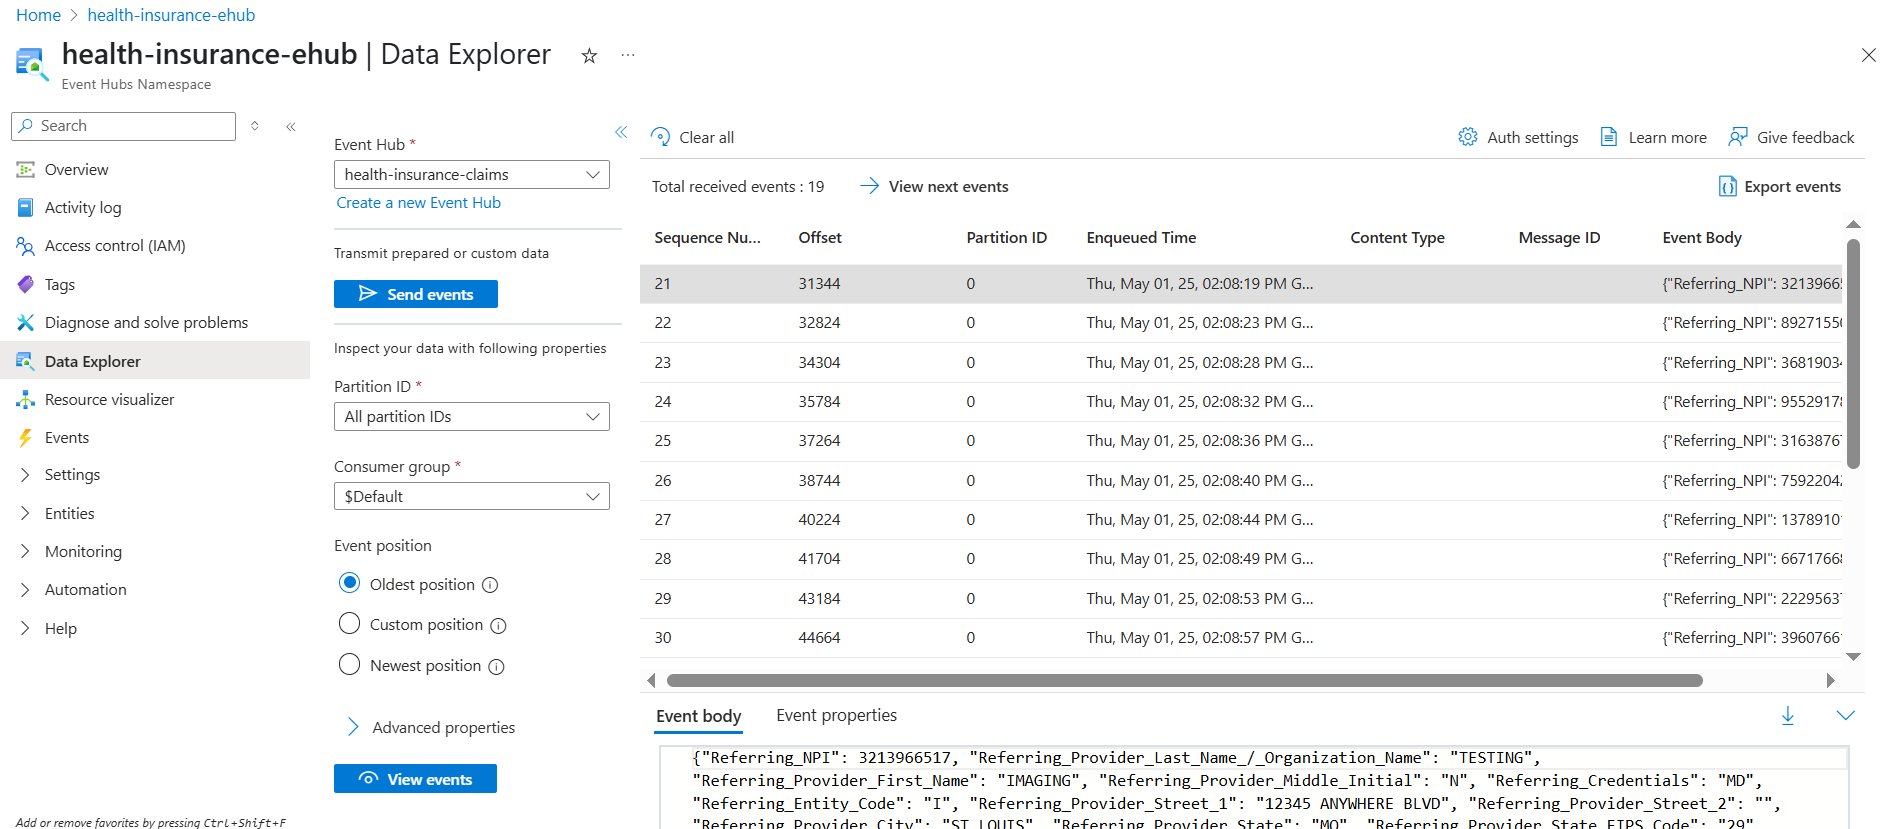 Home > health-insurance-ehub
health-insurance-ehub | Data Explorer
Event Hubs Namespace
Search
Overview
Activity log
Access control (IAM)
Tags
Diagnose and solve problems
Data Explorer
Resource visualizer
Events
Settings
Entities
Monitoring
Automation
Help
Add or remove favorites by pressing Ctrl+Shift+F
Event Hub *
health-insurance-claims
Create a new Event Hub
Transmit prepared or custom data
Send events
Inspect your data with following properties
Partition ID *
All partition IDs
Consumer group *
$Default
Event position
Oldest position
Custom position
Newest position
Advanced properties
View events
Clear all
Auth settings
Learn more
Give feedback
Total received events : 19
View next events
Export events
Sequence Nu... Offset Partition ID Enqueued Time Content Type Message ID Event Body
21 31344 0 Thu, May 01, 25, 02:08:19 PM G... {"Referring_NPI": 32139665
22 32824 0 Thu, May 01, 25, 02:08:23 PM G... {"Referring_NPI": 8927155
23 34304 0 Thu, May 01, 25, 02:08:28 PM G... {"Referring_NPI": 3681903
24 35784 0 Thu, May 01, 25, 02:08:32 PM G... {"Referring_NPI": 9552917
25 37264 0 Thu, May 01, 25, 02:08:36 PM G... {"Referring_NPI": 3163876
26 38744 0 Thu, May 01, 25, 02:08:40 PM G... {"Referring_NPI": 7592204
27 40224 0 Thu, May 01, 25, 02:08:44 PM G... {"Referring_NPI": 1378910
28 41704 0 Thu, May 01, 25, 02:08:49 PM G... {"Referring_NPI": 6671766
29 43184 0 Thu, May 01, 25, 02:08:53 PM G... {"Referring_NPI": 2229563
30 44664 0 Thu, May 01, 25, 02:08:57 PM G... {"Referring_NPI": 3960766
Event body
Event properties
{"Referring_NPI": 3213966517, "Referring_Provider_Last_Name_/_Organization_Name": "TESTING",
"Referring_Provider_First_Name": "IMAGING", "Referring_Provider_Middle_Initial": "N", "Referring_Credentials": "MD",
"Referring_Entity_Code": "I", "Referring_Provider_Street_1": "12345 ANYWHERE BLVD", "Referring_Provider_Street_2": "",
"Referring_Provider_City": "ST LOUIS", "Referring_Provider_State": "MO", "Referring_Provider_State_FIPS_Code": "29"